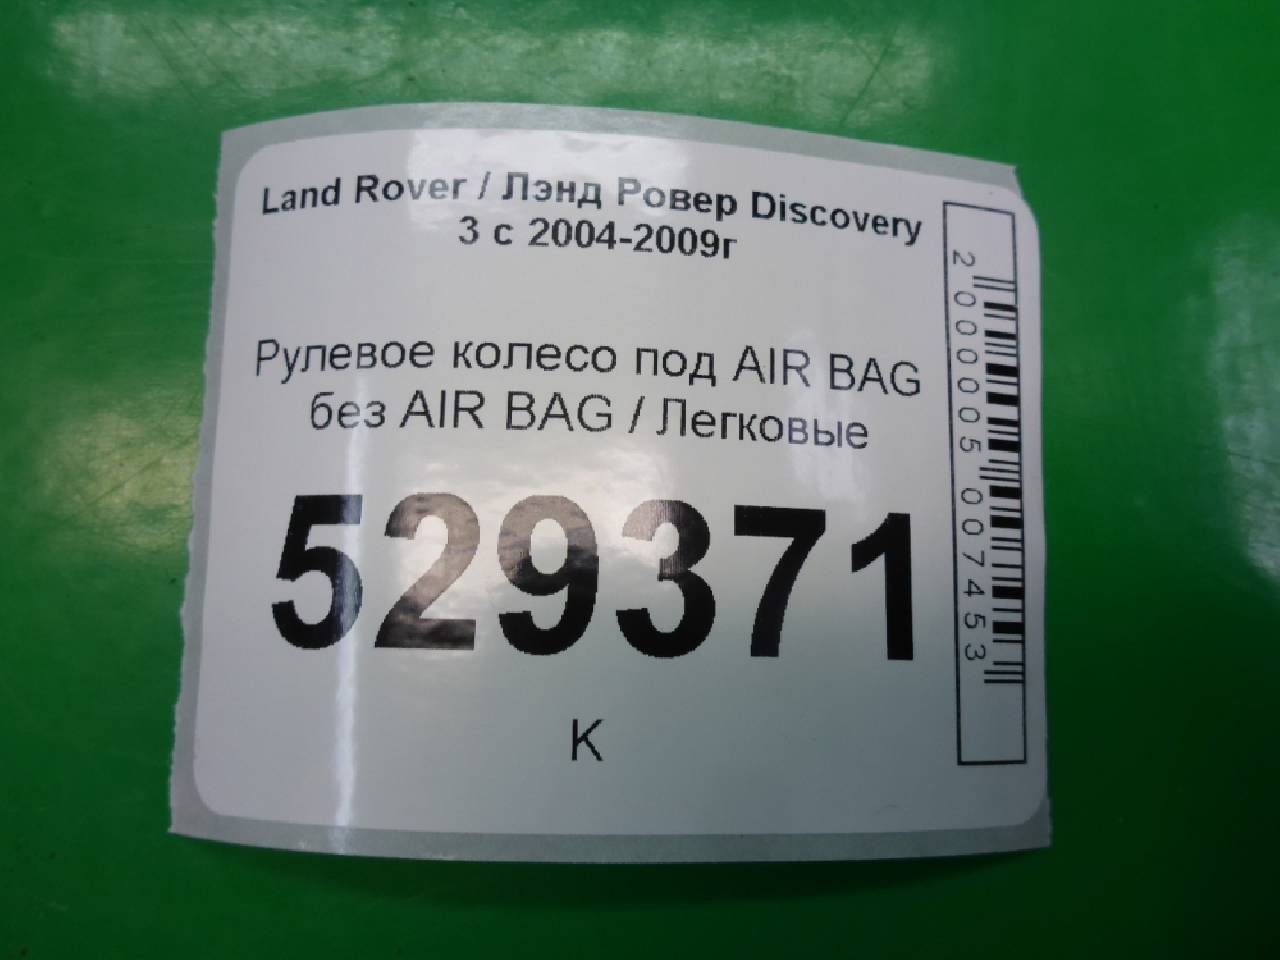 Land Rover / Лэнд Ровер Discovery
3 с 2004-2009г
Рулевое колесо под AIR BAG
без AIR BAG / Легковые
529371
К
2000005007453